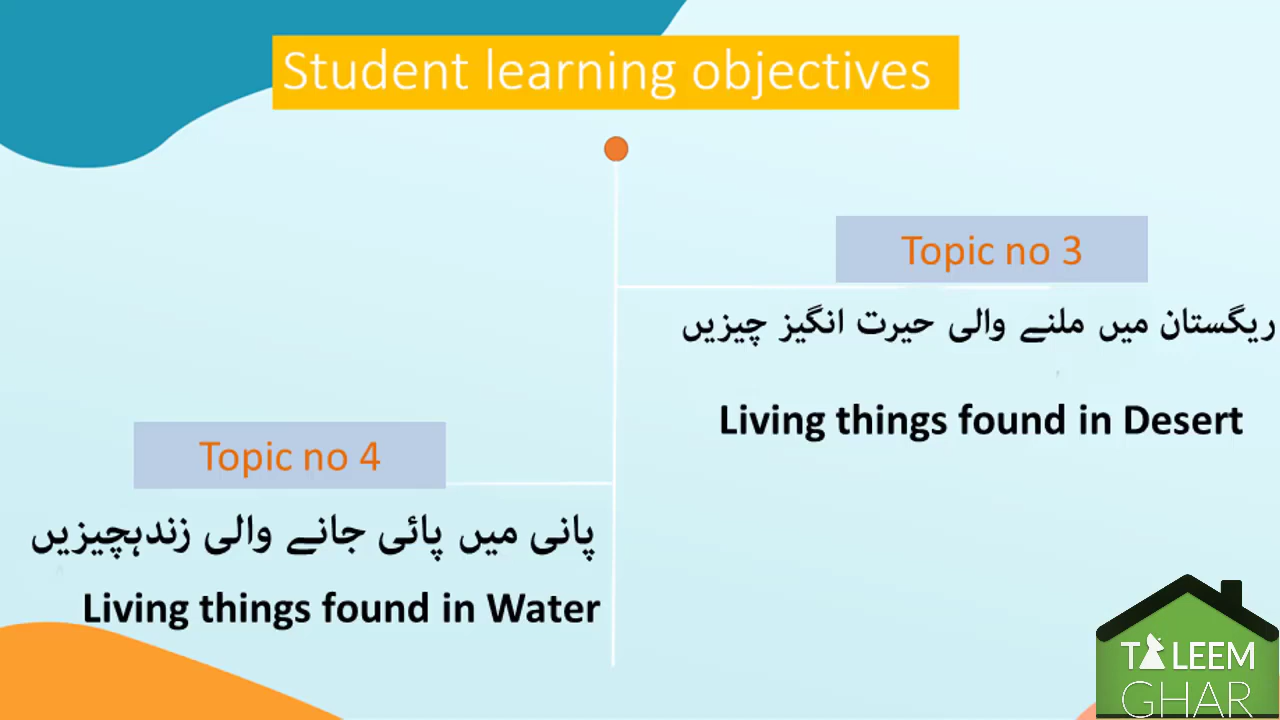 Student learning objectives
Topic no 3
ریگستان میں ملنے والی حیرت انگیز چیزیں
Living things found in Desert
Topic no 4
پانی میں پائی جانے والی زندہچیزیں
Living things found in Water
TALEEM
GHAR